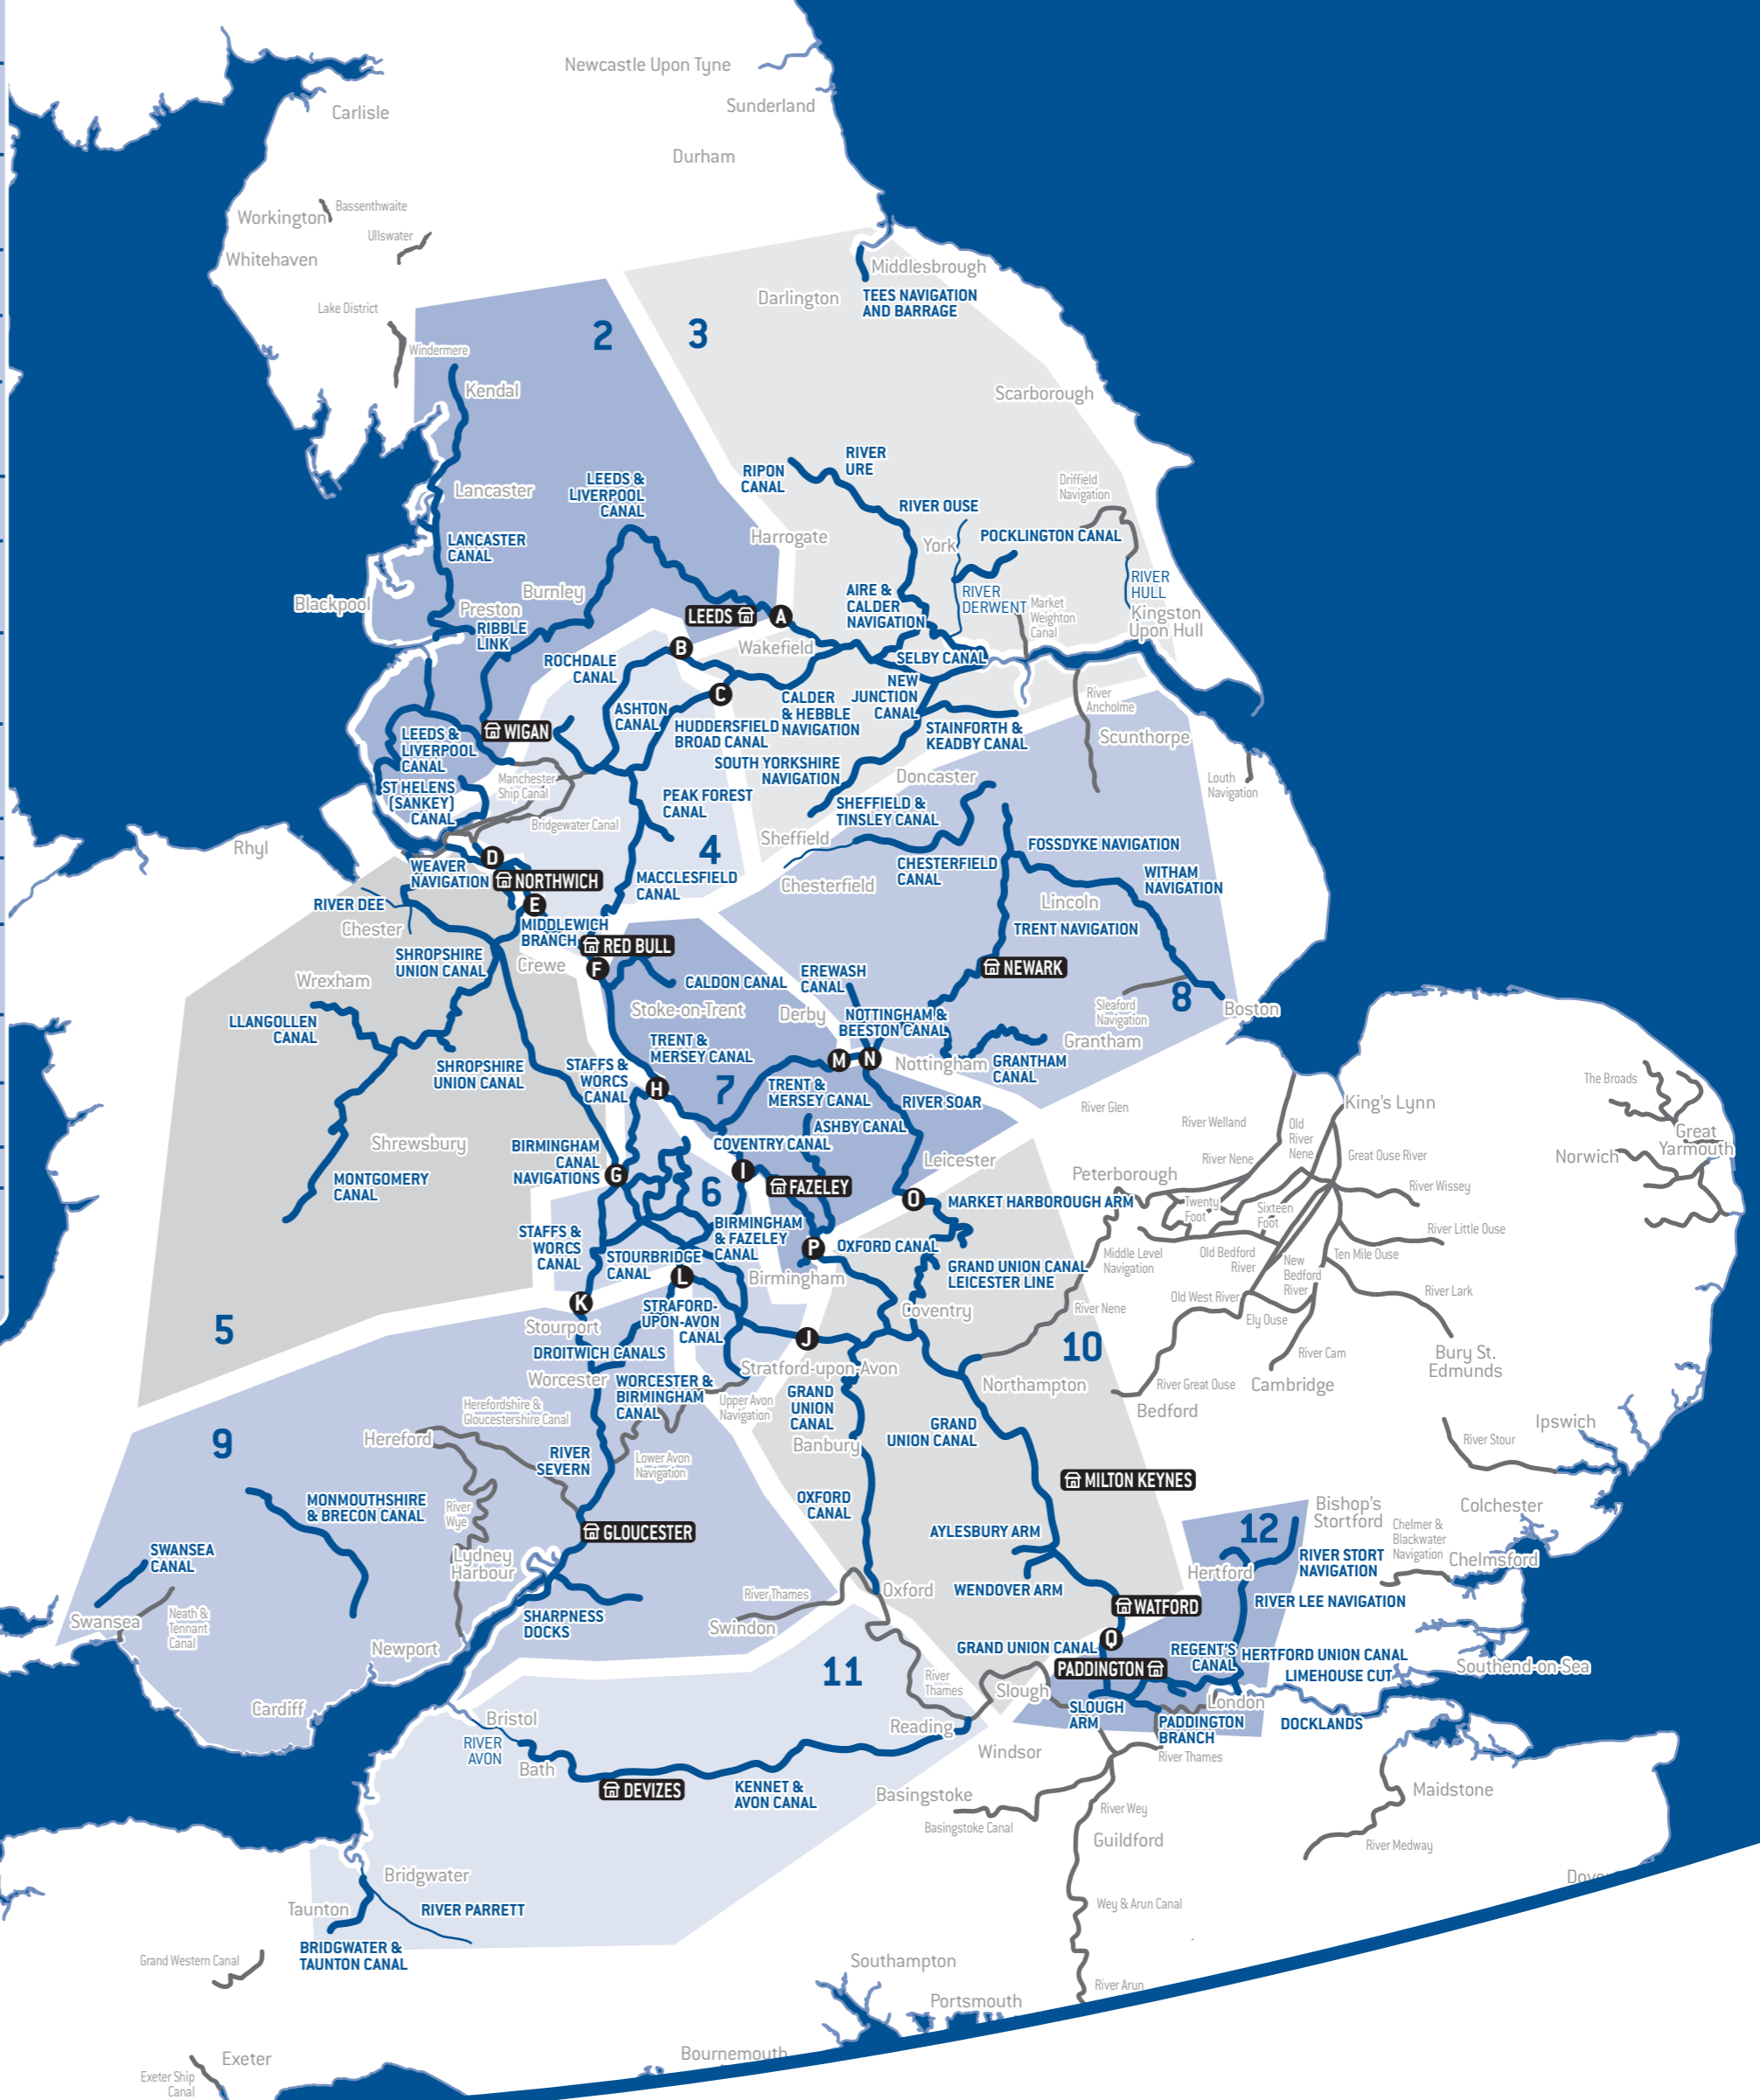 Newcastle Upon Tyne
Sunderland
Carlisle
Durham
Bassenthwaite
Workington
Ullswater
Whitehaven
Middlesbrough
Darlington
TEES NAVIGATION
AND BARRAGE
Lake District
2
3
Windermere
Kendal
Scarborough
RIVER
URE
RIPON
CANAL
LEEDS &
LIVERPOOL
CANAL
Lancaster
Driffield
Navigation
RIVER OUSE
LANCASTER
CANAL
Harrogate
York
POCKLINGTON CANAL
Burnley
Blackpool
Preston
RIBBLE
LINK
LEEDS
A
AIRE &
CALDER
NAVIGATION
RIVER
DERWENT
Market
Weighton
Canal
RIVER
HULL
Kingston
Upon Hull
B
Wakefield
ROCHDALE
CANAL
SELBY CANAL
C
NEW
JUNCTION
CANAL
River
Ancholme
ASHTON
CANAL
CALDER
& HEBBLE
NAVIGATION
HUDDERSFIELD
BROAD CANAL
STAINFORTH &
KEADBY CANAL
Scunthorpe
WIGAN
LEEDS &
LIVERPOOL
CANAL
SOUTH YORKSHIRE
NAVIGATION
Doncaster
Louth
Navigation
Manchester
Ship Canal
ST HELENS
(SANKEY)
CANAL
PEAK FOREST
CANAL
SHEFFIELD &
TINSLEY CANAL
Bridgewater Canal
Sheffield
4
FOSSDYKE NAVIGATION
Rhyl
D
WEAVER
NAVIGATION
NORTHWICH
MACCLESFIELD
CANAL
Chesterfield
CHESTERFIELD
CANAL
WITHAM
NAVIGATION
RIVER DEE
E
Lincoln
Chester
MIDDLEWICH
BRANCH
TRENT NAVIGATION
RED BULL
SHROPSHIRE
UNION CANAL
Crewe
F
NEWARK
Wrexham
CALDON CANAL
EREWASH
CANAL
8
Sleaford
Navigation
Boston
Stoke-on-Trent
Derby
NOTTINGHAM &
BEESTON CANAL
LLANGOLLEN
CANAL
TRENT &
MERSEY CANAL
M
N
Nottingham
GRANTHAM
CANAL
Grantham
SHROPSHIRE
UNION CANAL
STAFFS &
WORCS
CANAL
H
7
TRENT &
MERSEY CANAL
RIVER SOAR
River Glen
River Welland
Old
River
Nene
King's Lynn
The Broads
Great
Yarmouth
ASHBY CANAL
COVENTRY CANAL
Shrewsbury
BIRMINGHAM
CANAL
NAVIGATIONS
G
I
FAZELEY
6
Leicester
River Nene
Great Ouse River
Norwich
MONTGOMERY
CANAL
Peterborough
O
MARKET HARBOROUGH ARM
Twenty
Foot
Sixteen
Foot
River Wissey
River Little Ouse
BIRMINGHAM
& FAZELEY
CANAL
STAFFS &
WORCS
CANAL
P
OXFORD CANAL
Middle Level
Navigation
Old Bedford
River
New
Bedford
River
Ten Mile Ouse
STOURBRIDGE
CANAL
L
Birmingham
GRAND UNION CANAL
LEICESTER LINE
River Lark
Old West River
Ely Ouse
K
STRAFORD-
UPON-AVON
CANAL
Coventry
River Nene
5
Stourport
J
10
DROITWICH CANALS
River Cam
Bury St.
Edmunds
Worcester
Stratford-upon-Avon
WORCESTER &
BIRMINGHAM
CANAL
Northampton
River Great Ouse
Cambridge
Upper Avon
Navigation
GRAND
UNION
CANAL
Bedford
Herefordshire &
Gloucestershire Canal
Hereford
9
Banbury
GRAND
UNION CANAL
Ipswich
River Stour
RIVER
SEVERN
Lower Avon
Navigation
MILTON KEYNES
MONMOUTHSHIRE
& BRECON CANAL
River
Wye
OXFORD
CANAL
Bishop's
Stortford
Colchester
GLOUCESTER
AYLESBURY ARM
12
Chelmer &
Blackwater
Navigation
Chelmsford
SWANSEA
CANAL
Lydney
Harbour
Hertford
RIVER STORT
NAVIGATION
River Thames
Oxford
WENDOVER ARM
RIVER LEE NAVIGATION
WATFORD
Swansea
Neath &
Tennant
Canal
SHARPNESS
DOCKS
Swindon
Newport
Q
GRAND UNION CANAL
REGENT'S
CANAL
HERTFORD UNION CANAL
PADDINGTON
LIMEHOUSE CUT
Southend-on-Sea
11
River
Thames
Slough
Cardiff
Bristol
SLOUGH
ARM
London
Reading
PADDINGTON
BRANCH
DOCKLANDS
RIVER
AVON
Windsor
River Thames
Bath
DEVIZES
KENNET &
AVON CANAL
Basingstoke
Maidstone
Basingstoke Canal
River Wey
Guildford
River Medway
Bridgwater
Taunton
RIVER PARRETT
Wey & Arun Canal
BRIDGWATER &
TAUNTON CANAL
Grand Western Canal
Southampton
River Arun
Portsmouth
Bournemouth
Exeter
Exeter Ship
Canal